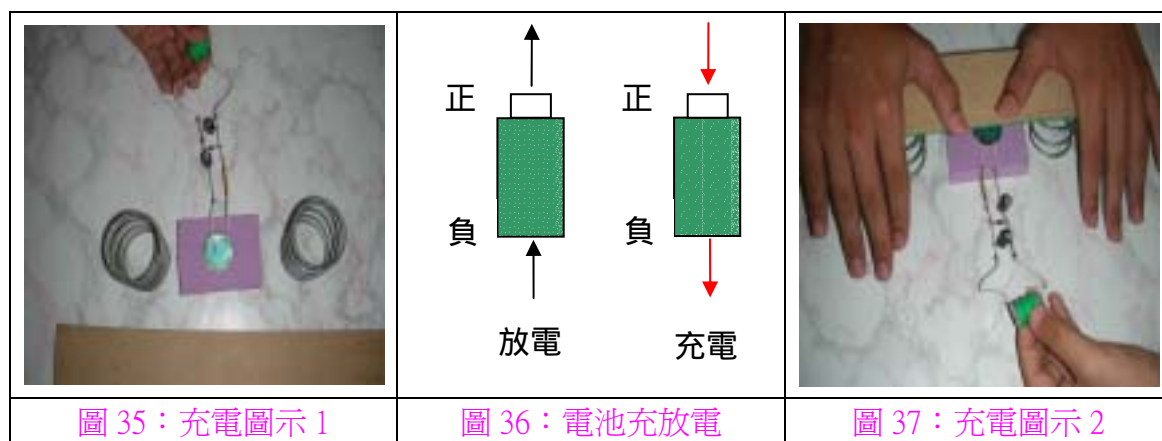 正 正
負 負
放電 充電
圖 35：充電圖示 1 圖 36：電池充放電 圖 37：充電圖示 2